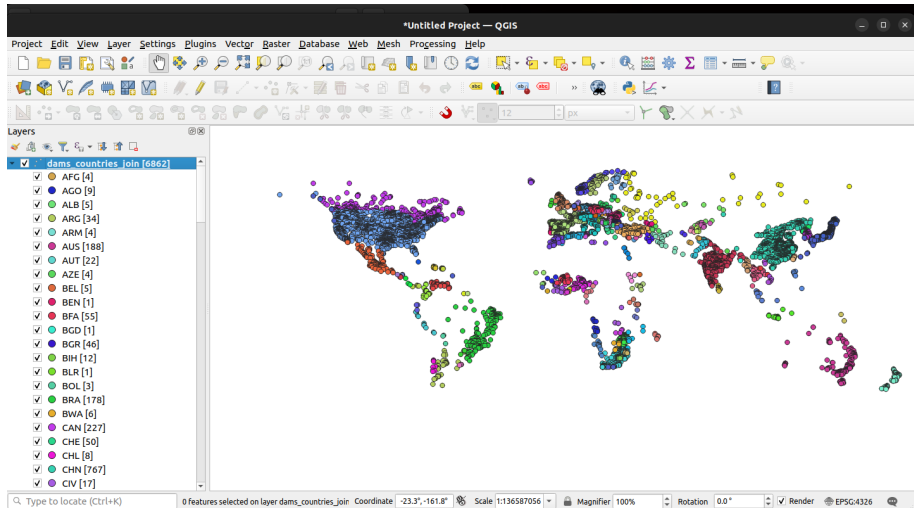 *Untitled Project — QGIS
Project Edit View Layer Settings Plugins Vector Raster Database Web Mesh Processing Help
abc abc abc » ?
12 px
Layers
dams_countries_join [6862]
AFG [4]
AGO [9]
ALB [5]
ARG [34]
ARM [4]
AUS [188]
AUT [22]
AZE [4]
BEL [5]
BEN [1]
BFA [55]
BGD [1]
BGR [46]
BIH [12]
BLR [1]
BOL [3]
BRA [178]
BWA [6]
CAN [227]
CHE [50]
CHL [8]
CHN [767]
CIV [17]
Type to locate (Ctrl+K) 0 features selected on layer dams_countries_join Coordinate -23.3°,-161.8° Scale 1:136587056 Magnifier 100% Rotation 0.0 ° Render EPSG:4326